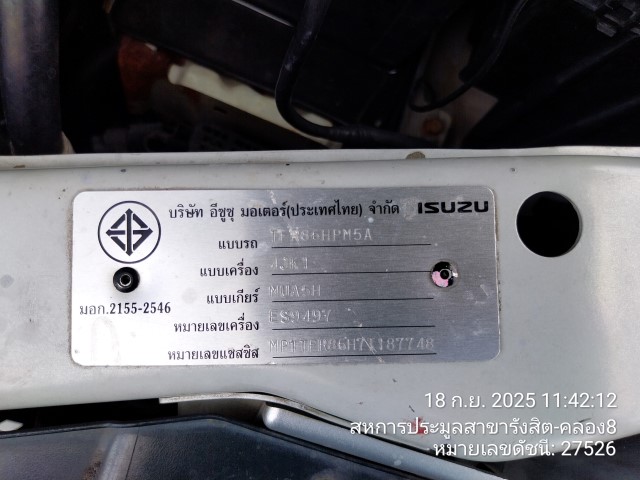 บริษัท อีซูซุ มอเตอร์(ประเทศไทย) จำกัด ISUZU
แบบรถ
แบบเครื่อง 4JK1
แบบเกียร์ MUA5H
มอก.2155-2546
หมายเลขเครื่อง
หมายเลขแชสซิส
18 ก.ย. 2025 11:42:12
สหการประมูลสาขารังสิต-คลอง8
หมายเลขดัชนี: 27526